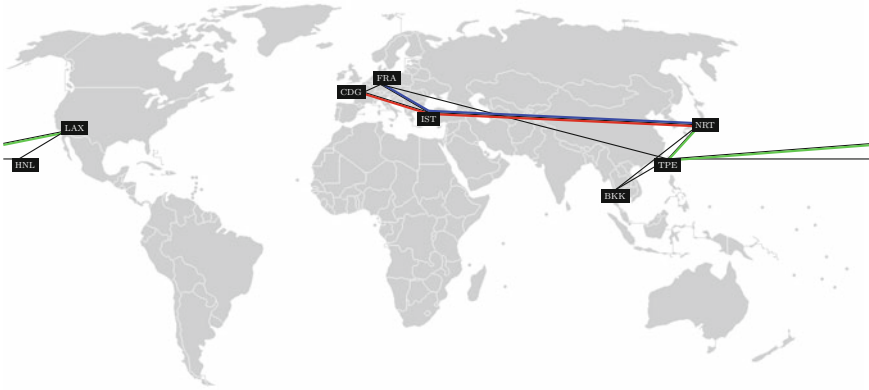 FRA
CDG
IST
NRT
LAX
HNL
TPE
BKK